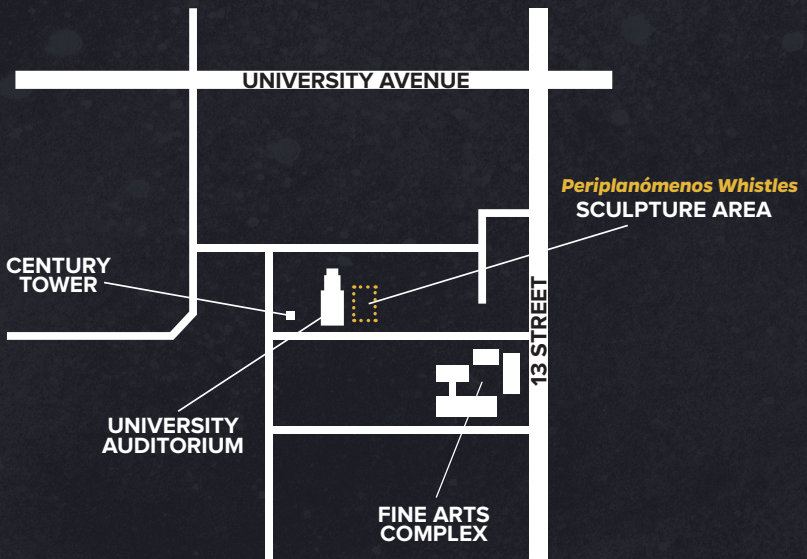 UNIVERSITY AVENUE
Periplanómenos Whistles
SCULPTURE AREA
CENTURY
TOWER
13 STREET
UNIVERSITY
AUDITORIUM
FINE ARTS
COMPLEX